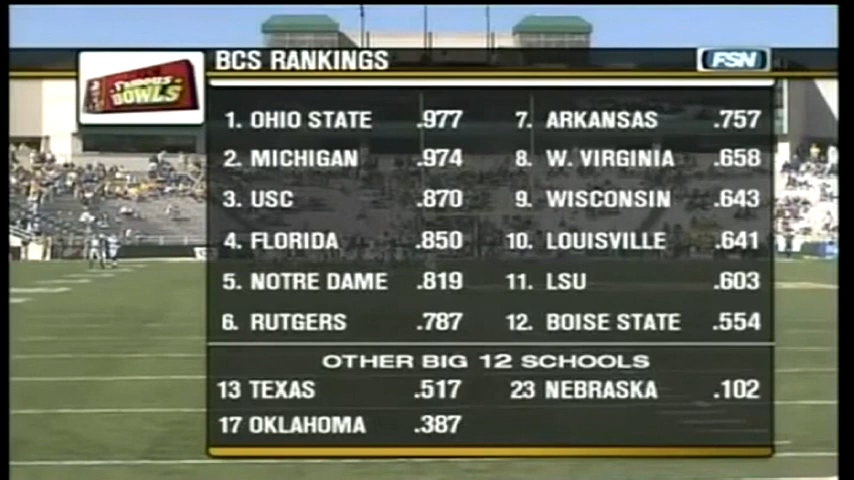 BCS RANKINGS
FSN
FAMOUS
BOWLS
1. OHIO STATE .977
2. MICHIGAN .974
3. USC .870
4. FLORIDA .850
5. NOTRE DAME .819
6. RUTGERS .787
7. ARKANSAS .757
8. W. VIRGINIA .658
9. WISCONSIN .643
10. LOUISVILLE .641
11. LSU .603
12. BOISE STATE .554
OTHER BIG 12 SCHOOLS
13 TEXAS .517
17 OKLAHOMA .387
23 NEBRASKA .102